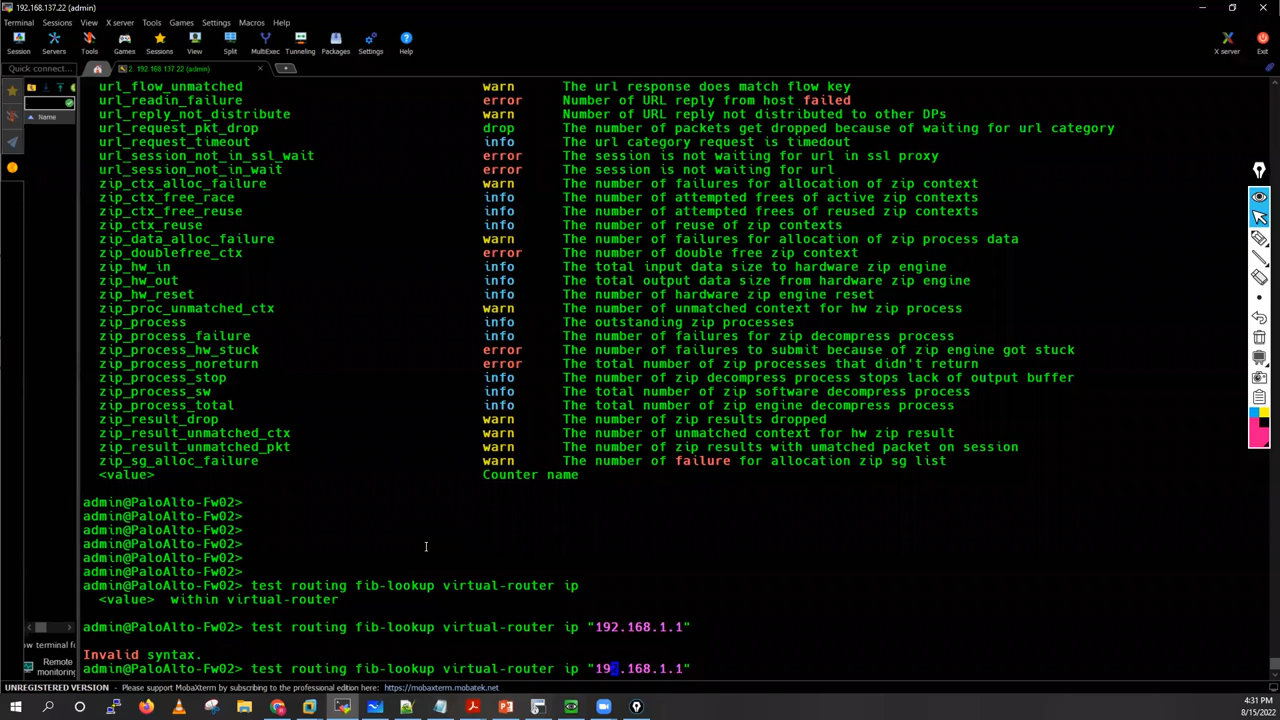 192.168.137.22 (admin)
Terminal Sessions View X server Tools Games Settings Macros Help
Session Servers Tools Games Sessions View Split MultiExec Tunneling Packages Settings Help X server Exit
Quick connect...
2. 192.168.137.22 (admin)
Name
url_flow_unmatched warn The url response does match flow key
url_readin_failure error Number of URL reply from host failed
url_reply_not_distribute warn Number of URL reply not distributed to other DPs
url_request_pkt_drop drop The number of packets get dropped because of waiting for url category
url_request_timeout info The url category request is timedout
url_session_not_in_ssl_wait error The session is not waiting for url in ssl proxy
url_session_not_in_wait error The session is not waiting for url
zip_ctx_alloc_failure warn The number of failures for allocation of zip context
zip_ctx_free_race info The number of attempted frees of active zip contexts
zip_ctx_free_reuse info The number of attempted frees of reused zip contexts
zip_ctx_reuse info The number of reuse of zip contexts
zip_data_alloc_failure warn The number of failures for allocation of zip process data
zip_doublefree_ctx error The number of double free zip context
zip_hw_in info The total input data size to hardware zip engine
zip_hw_out info The total output data size from hardware zip engine
zip_hw_reset info The number of hardware zip engine reset
zip_proc_unmatched_ctx warn The number of unmatched context for hw zip process
zip_process info The outstanding zip processes
zip_process_failure info The number of failures for zip decompress process
zip_process_hw_stuck error The number of failures to submit because of zip engine got stuck
zip_process_noreturn error The total number of zip processes that didn't return
zip_process_stop info The number of zip decompress process stops lack of output buffer
zip_process_sw info The total number of zip software decompress process
zip_process_total info The total number of zip engine decompress process
zip_result_drop warn The number of zip results dropped
zip_result_unmatched_ctx warn The number of unmatched context for hw zip result
zip_result_unmatched_pkt warn The number of zip results with umatched packet on session
zip_sg_alloc_failure warn The number of failure for allocation zip sg list
<value> Counter name
admin@PaloAlto-Fw02>
admin@PaloAlto-Fw02>
admin@PaloAlto-Fw02>
admin@PaloAlto-Fw02>
admin@PaloAlto-Fw02>
admin@PaloAlto-Fw02>
admin@PaloAlto-Fw02> test routing fib-lookup virtual-router ip
<value> within virtual-router
admin@PaloAlto-Fw02> test routing fib-lookup virtual-router ip "192.168.1.1"
Invalid syntax.
admin@PaloAlto-Fw02> test routing fib-lookup virtual-router ip "19 .168.1.1"
ow terminal fo
Remote
monitoring
UNREGISTERED VERSION - Please support MobaXterm by subscribing to the professional edition here: https://mobaxterm.mobatek.net
4:31 PM
8/15/2022